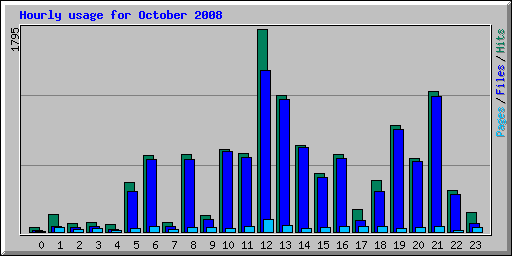 Hourly usage for October 2008
1795
Pages / Files / Hits
0 1 2 3 4 5 6 7 8 9 10 11 12 13 14 15 16 17 18 19 20 21 22 23